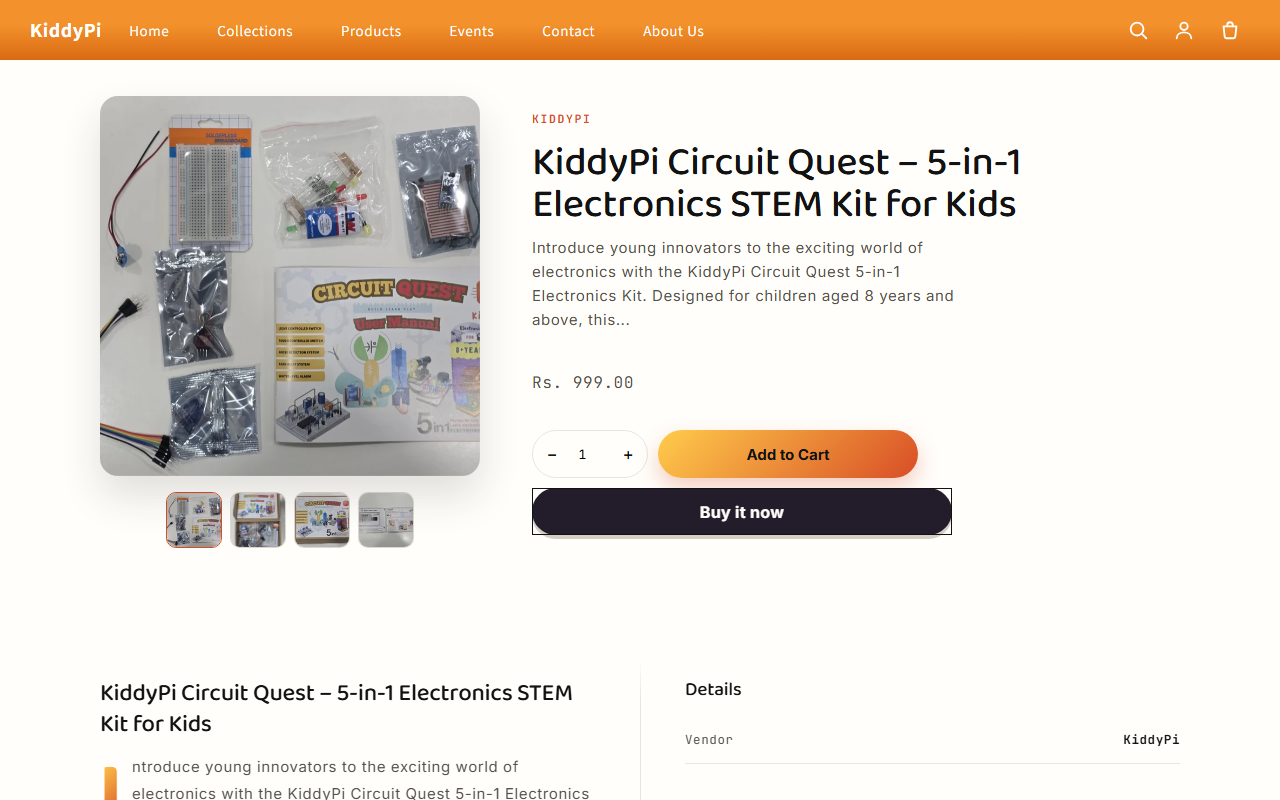 KiddyPi
Home
Collections
Products
Events
Contact
About Us
KIDDYPI
KiddyPi Circuit Quest – 5-in-1
Electronics STEM Kit for Kids
Introduce young innovators to the exciting world of
electronics with the KiddyPi Circuit Quest 5-in-1
Electronics Kit. Designed for children aged 8 years and
above, this...
Rs. 999.00
− 1 +
Add to Cart
Buy it now
CIRCUIT QUEST
BUILD·LEARN·PLAY
User Manual
8+YEA
5in1
KiddyPi Circuit Quest – 5-in-1 Electronics STEM
Kit for Kids
ntroduce young innovators to the exciting world of
electronics with the KiddyPi Circuit Quest 5-in-1 Electronics
Details
Vendor
KiddyPi